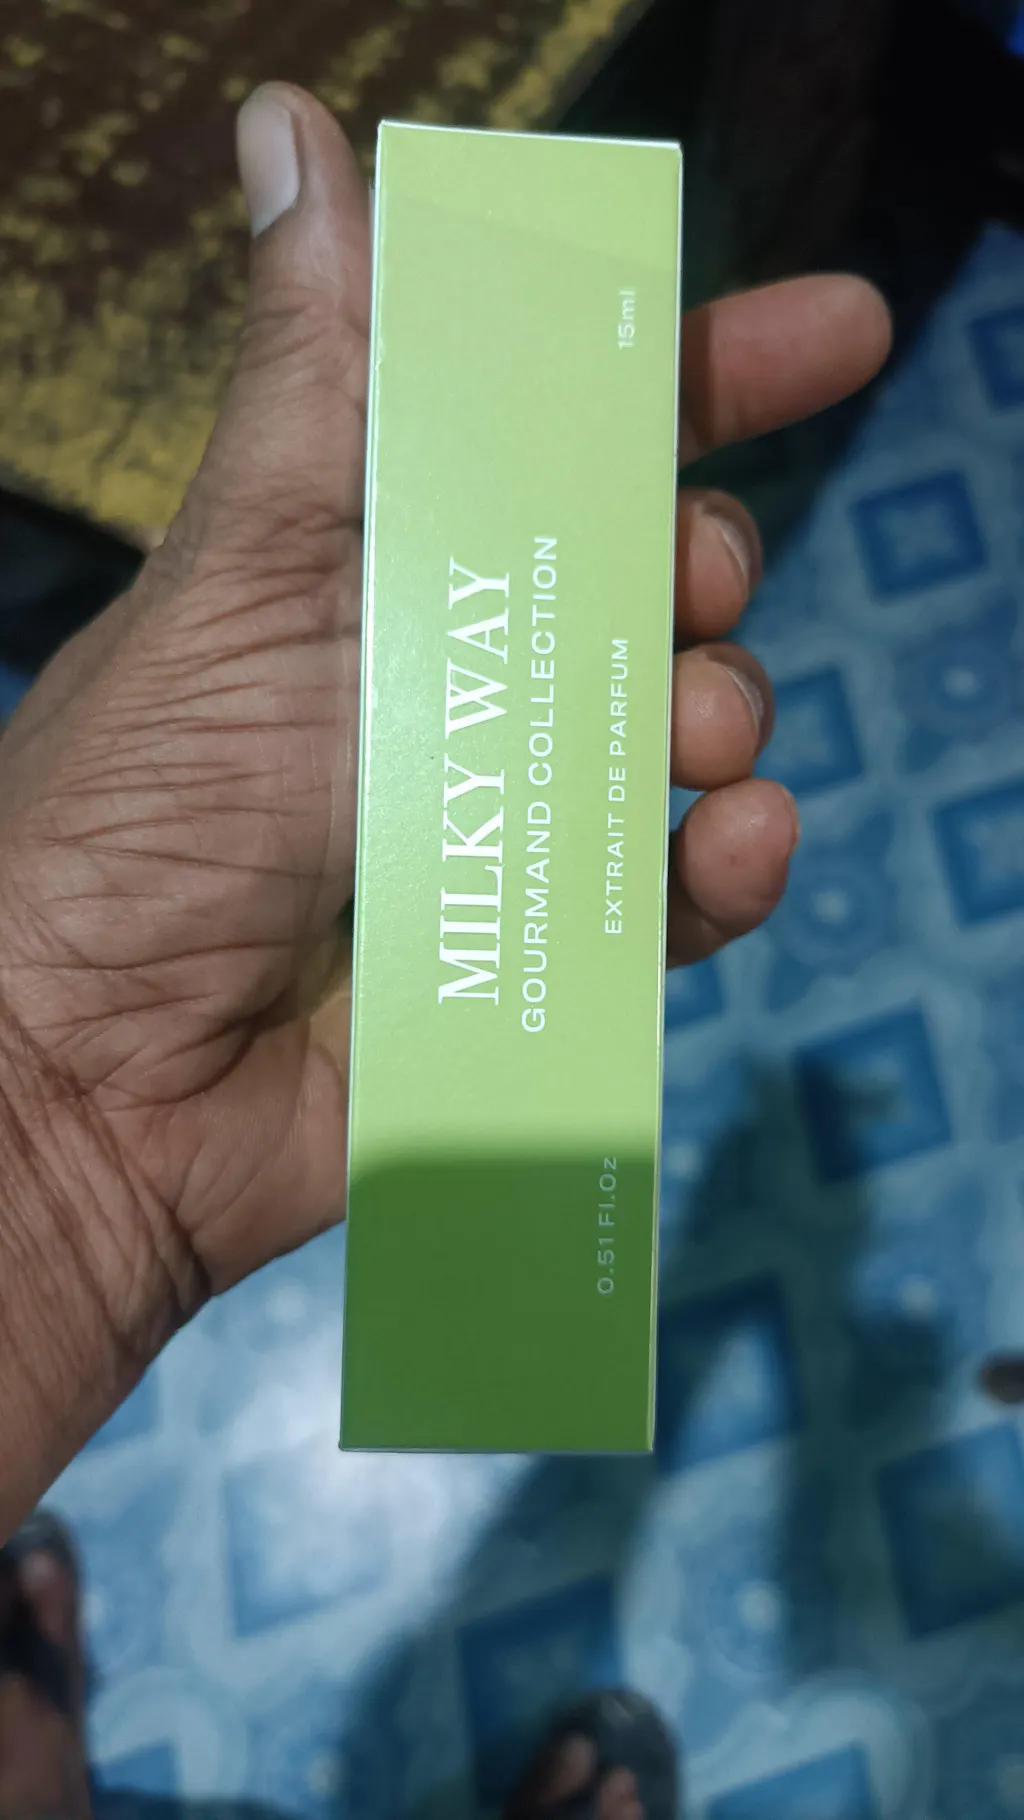 MILKY WAY
GOURMAND COLLECTION
EXTRAIT DE PARFUM
0.51 Fl.Oz
15ml